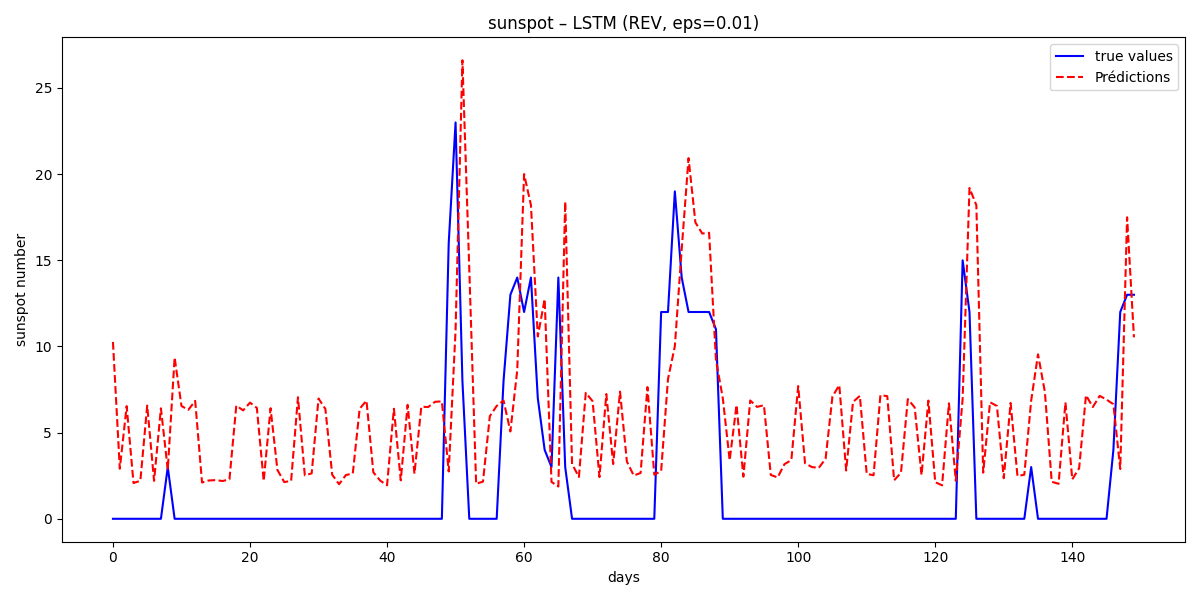 sunspot – LSTM (REV, eps=0.01)
true values
Prédictions
25
20
15
10
5
0
sunspot number
0 20 40 60 80 100 120 140
days